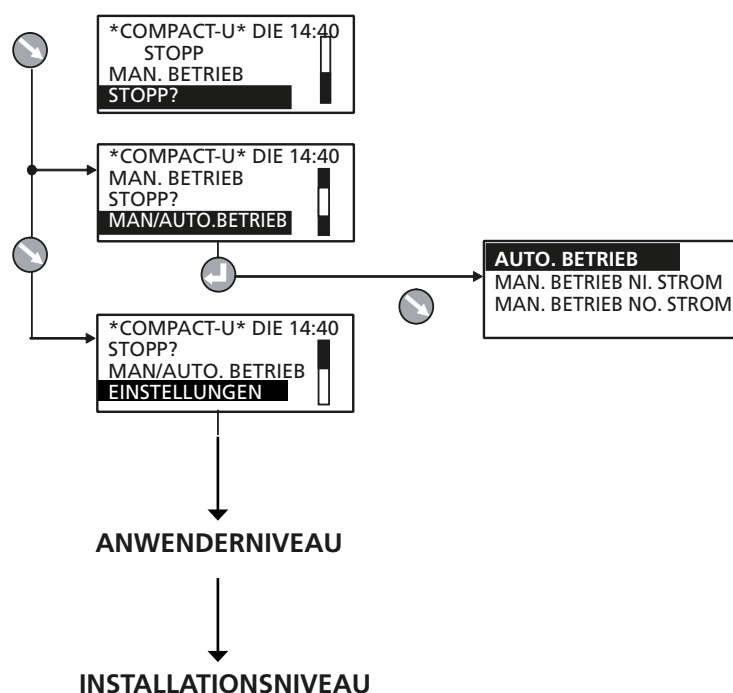 *COMPACT-U* DIE 14:40
STOPP
MAN. BETRIEB
STOPP?
*COMPACT-U* DIE 14:40
MAN. BETRIEB
STOPP?
MAN/AUTO.BETRIEB
AUTO. BETRIEB
MAN. BETRIEB NI. STROM
MAN. BETRIEB NO. STROM
*COMPACT-U* DIE 14:40
STOPP?
MAN/AUTO. BETRIEB
EINSTELLUNGEN
ANWENDERNIVEAU
INSTALLATIONSNIVEAU